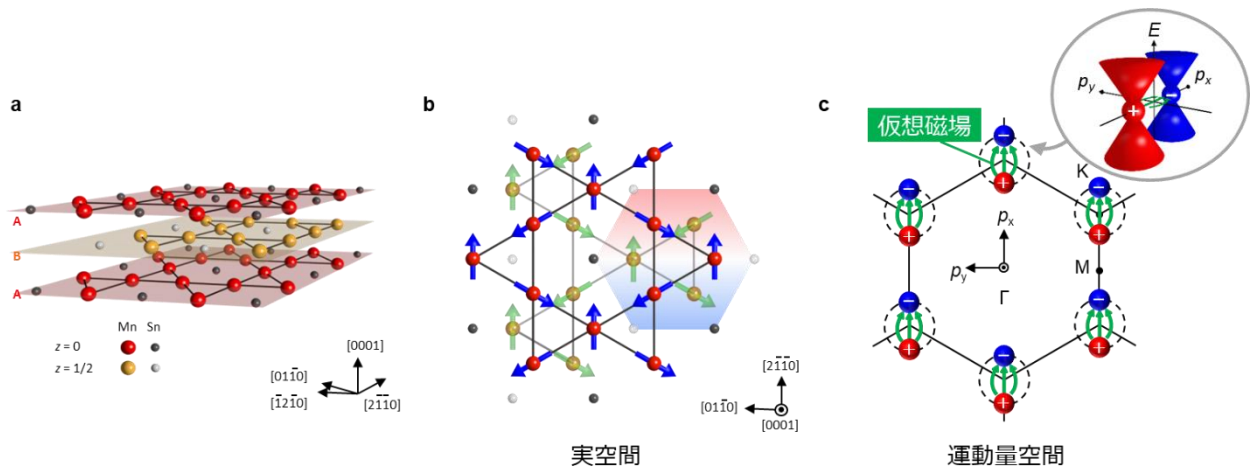 a
A
B
A
Mn Sn
z = 0
z = 1/2
[0001]
[011̄0]
[1̄21̄0]
[21̄1̄0]
b
[21̄1̄0]
[011̄0]
[0001]
実空間
c
E
p_y
p_x
+
−
仮想磁場
−
+
−
+
K
−
+
p_x
p_y
Γ
M
−
+
−
+
−
+
運動量空間